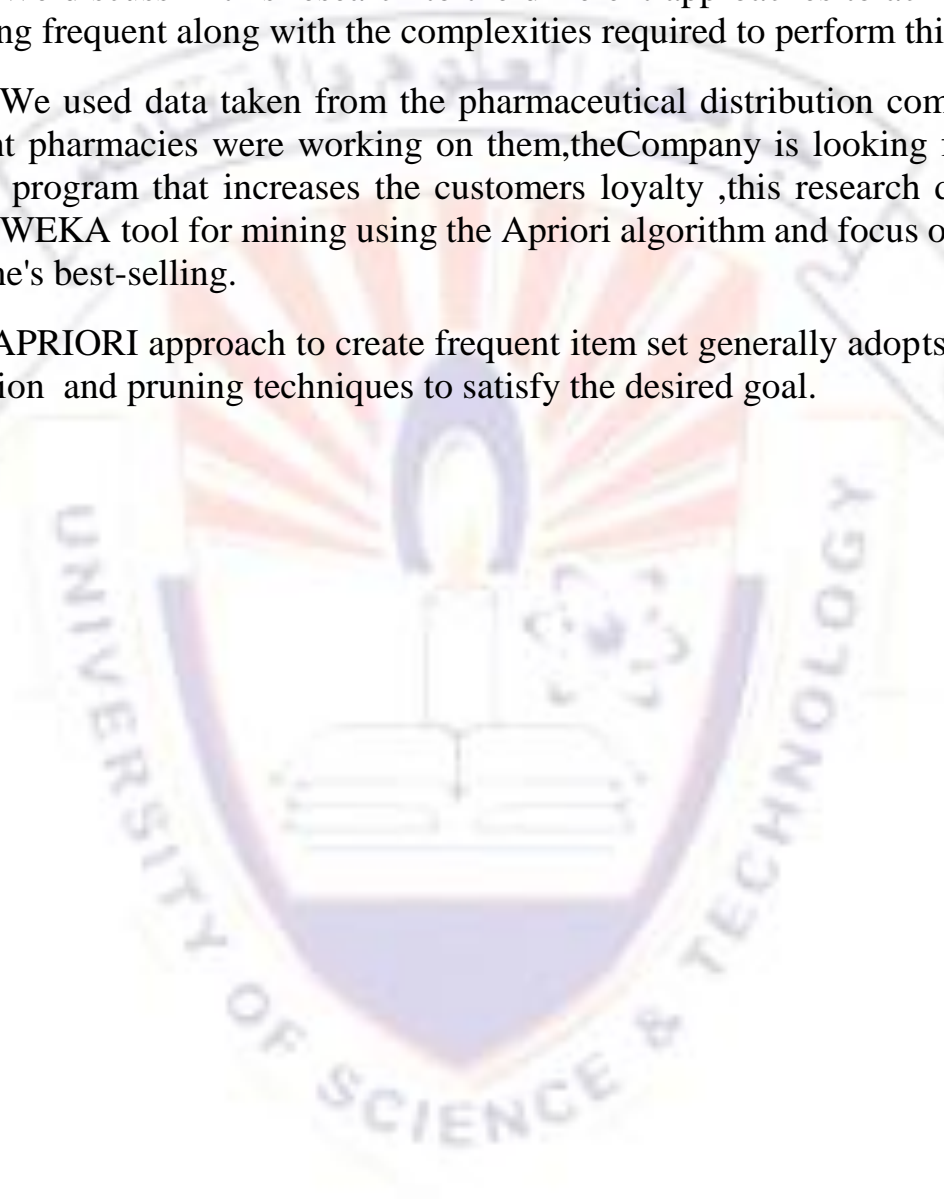 ng frequent along with the complexities required to perform thi
We used data taken from the pharmaceutical distribution com
nt pharmacies were working on them,theCompany is looking
program that increases the customers loyalty ,this research
WEKA tool for mining using the Apriori algorithm and focus o
ne's best-selling.
APRIORI approach to create frequent item set generally adopts
ion and pruning techniques to satisfy the desired goal.
UNIVERSITY OF SCIENCE & TECHNOLOGY